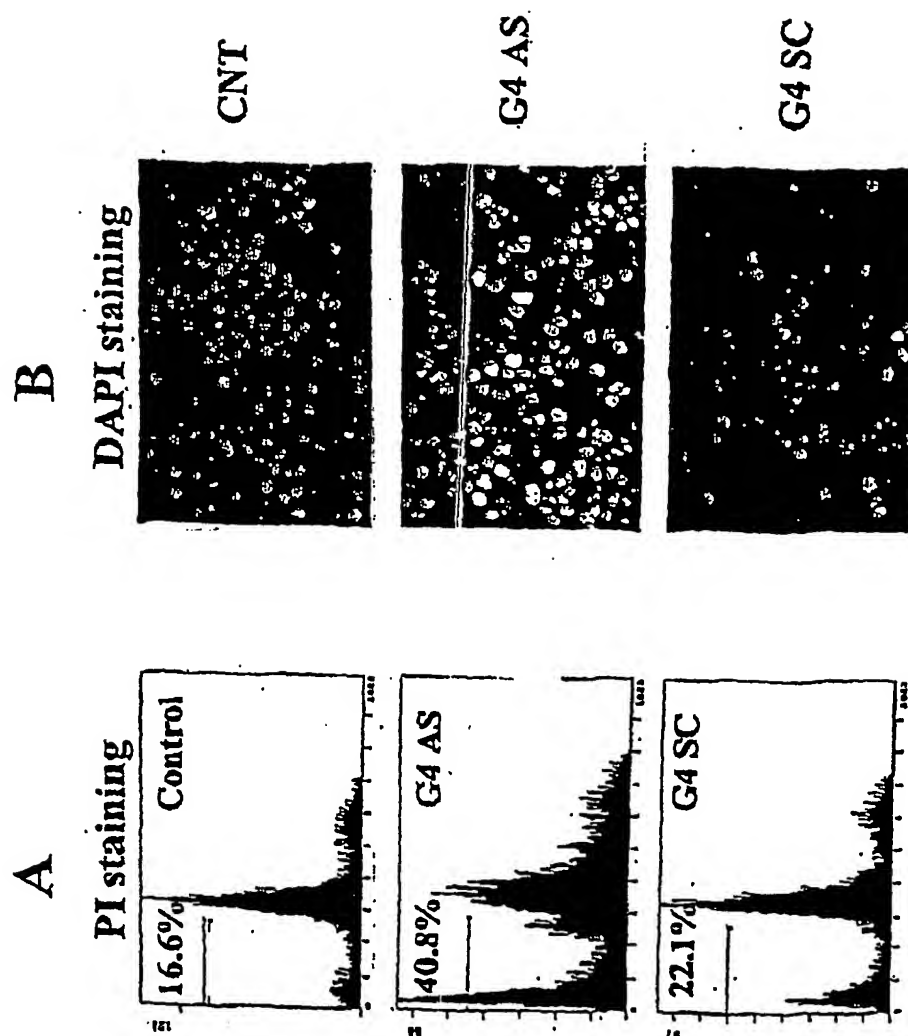 A
PI staining
Control
16.6%
G4 AS
40.8%
G4 SC
22.1%
B
DAPI staining
CNT
G4 AS
G4 SC